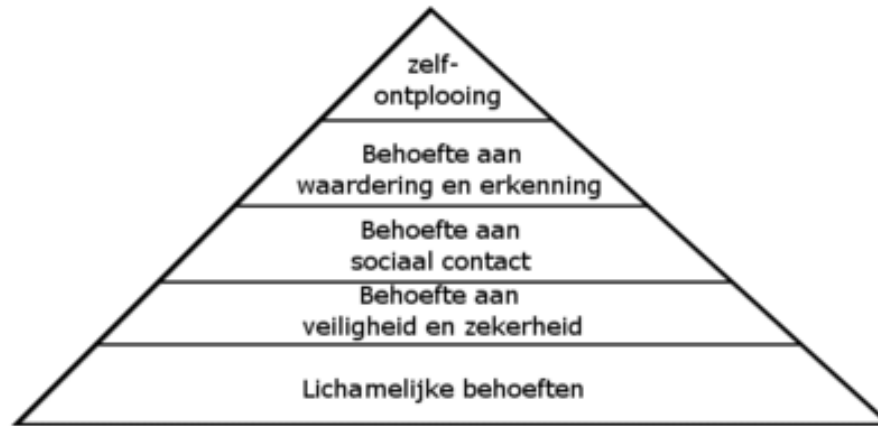 zelf-
ontplooing
Behoefte aan
waardering en erkenning
Behoefte aan
sociaal contact
Behoefte aan
veiligheid en zekerheid
Lichamelijke behoeften